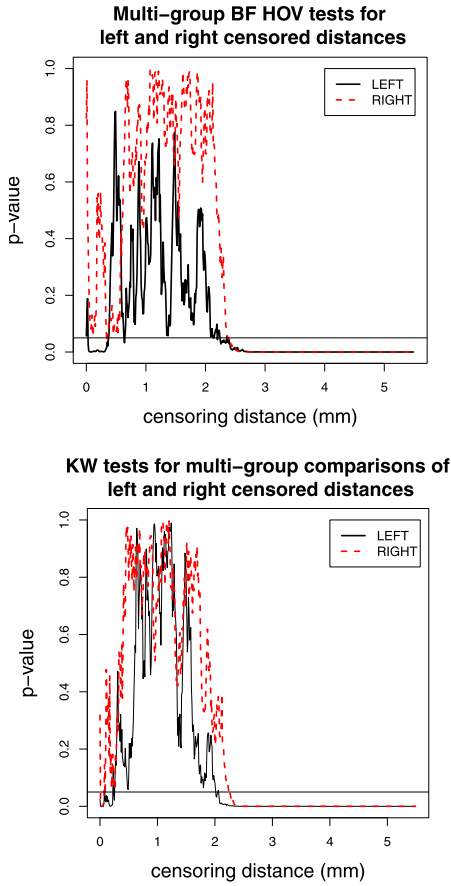 Multi−group BF HOV tests for
left and right censored distances
LEFT
RIGHT
p−value
0.0 0.2 0.4 0.6 0.8 1.0
0 1 2 3 4 5
censoring distance (mm)
KW tests for multi−group comparisons of
left and right censored distances
LEFT
RIGHT
p−value
0.0 0.2 0.4 0.6 0.8 1.0
0 1 2 3 4 5
censoring distance (mm)